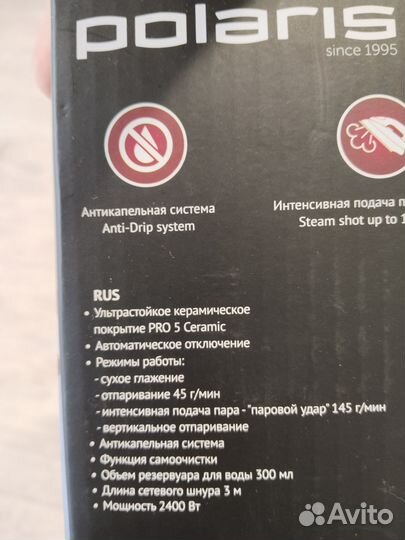 polaris
since 1995
Антикапельная система
Anti-Drip system
Интенсивная подача
Steam shot up to
RUS
• Ультрастойкое керамическое
покрытие PRO 5 Ceramic
• Автоматическое отключение
• Режимы работы:
- сухое глажение
- отпаривание 45 г/мин
- интенсивная подача пара - "паровой удар" 145 г/мин
- вертикальное отпаривание
• Антикапельная система
• Функция самоочистки
• Объем резервуара для воды 300 мл
• Длина сетевого шнура 3 м
• Мощность 2400 Вт
Avito